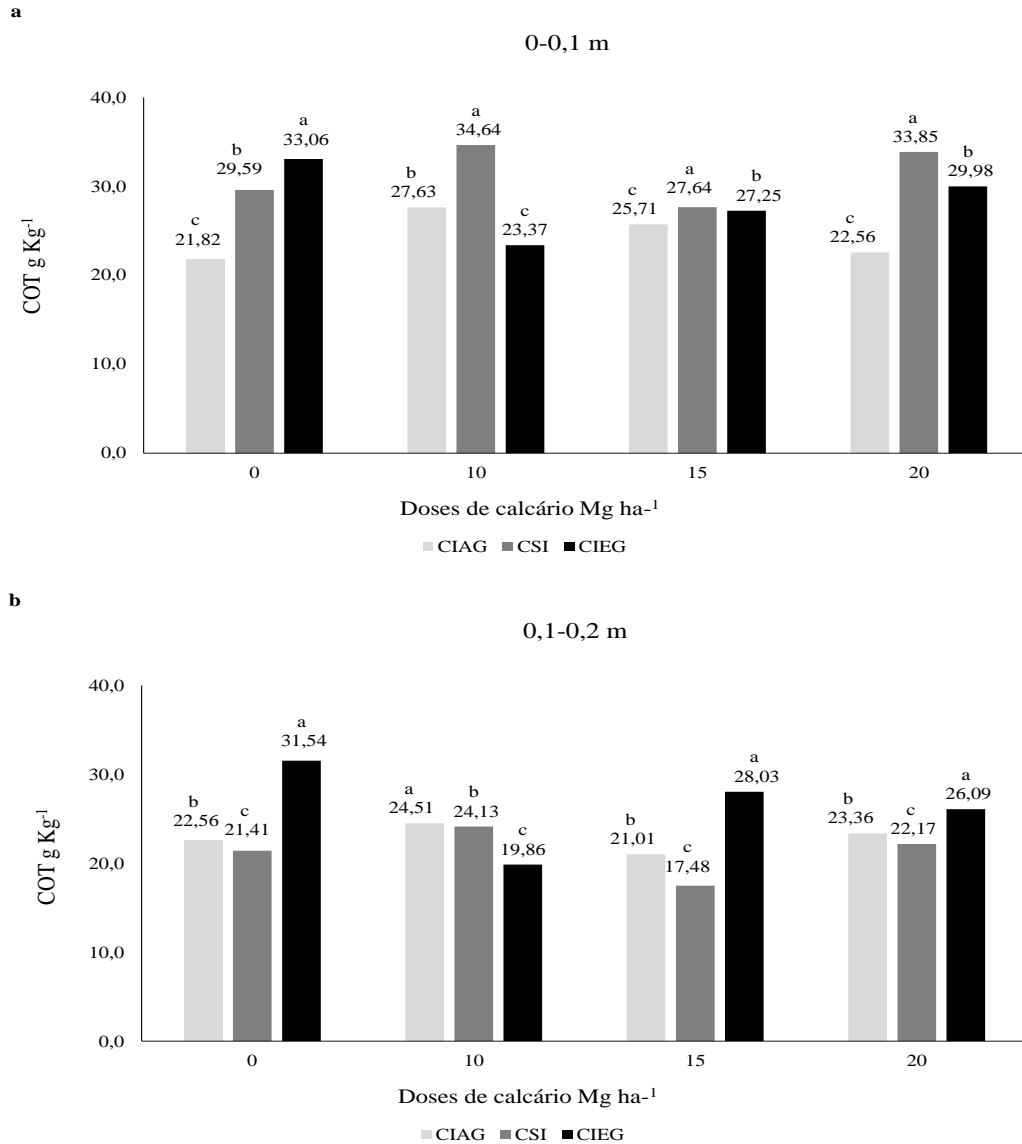 a
0-0,1 m
COT g Kg-1
40,0
30,0
20,0
10,0
0,0
c
21,82
b
29,59
a
33,06
b
27,63
a
34,64
c
23,37
c
25,71
a
27,64
b
27,25
c
22,56
a
33,85
b
29,98
0 10 15 20
Doses de calcário Mg ha-1
CIAG CSI CIEG
b
0,1-0,2 m
COT g Kg-1
40,0
30,0
20,0
10,0
0,0
b
22,56
c
21,41
a
31,54
a
24,51
b
24,13
c
19,86
b
21,01
c
17,48
a
28,03
b
23,36
c
22,17
a
26,09
0 10 15 20
Doses de calcário Mg ha-1
CIAG CSI CIEG